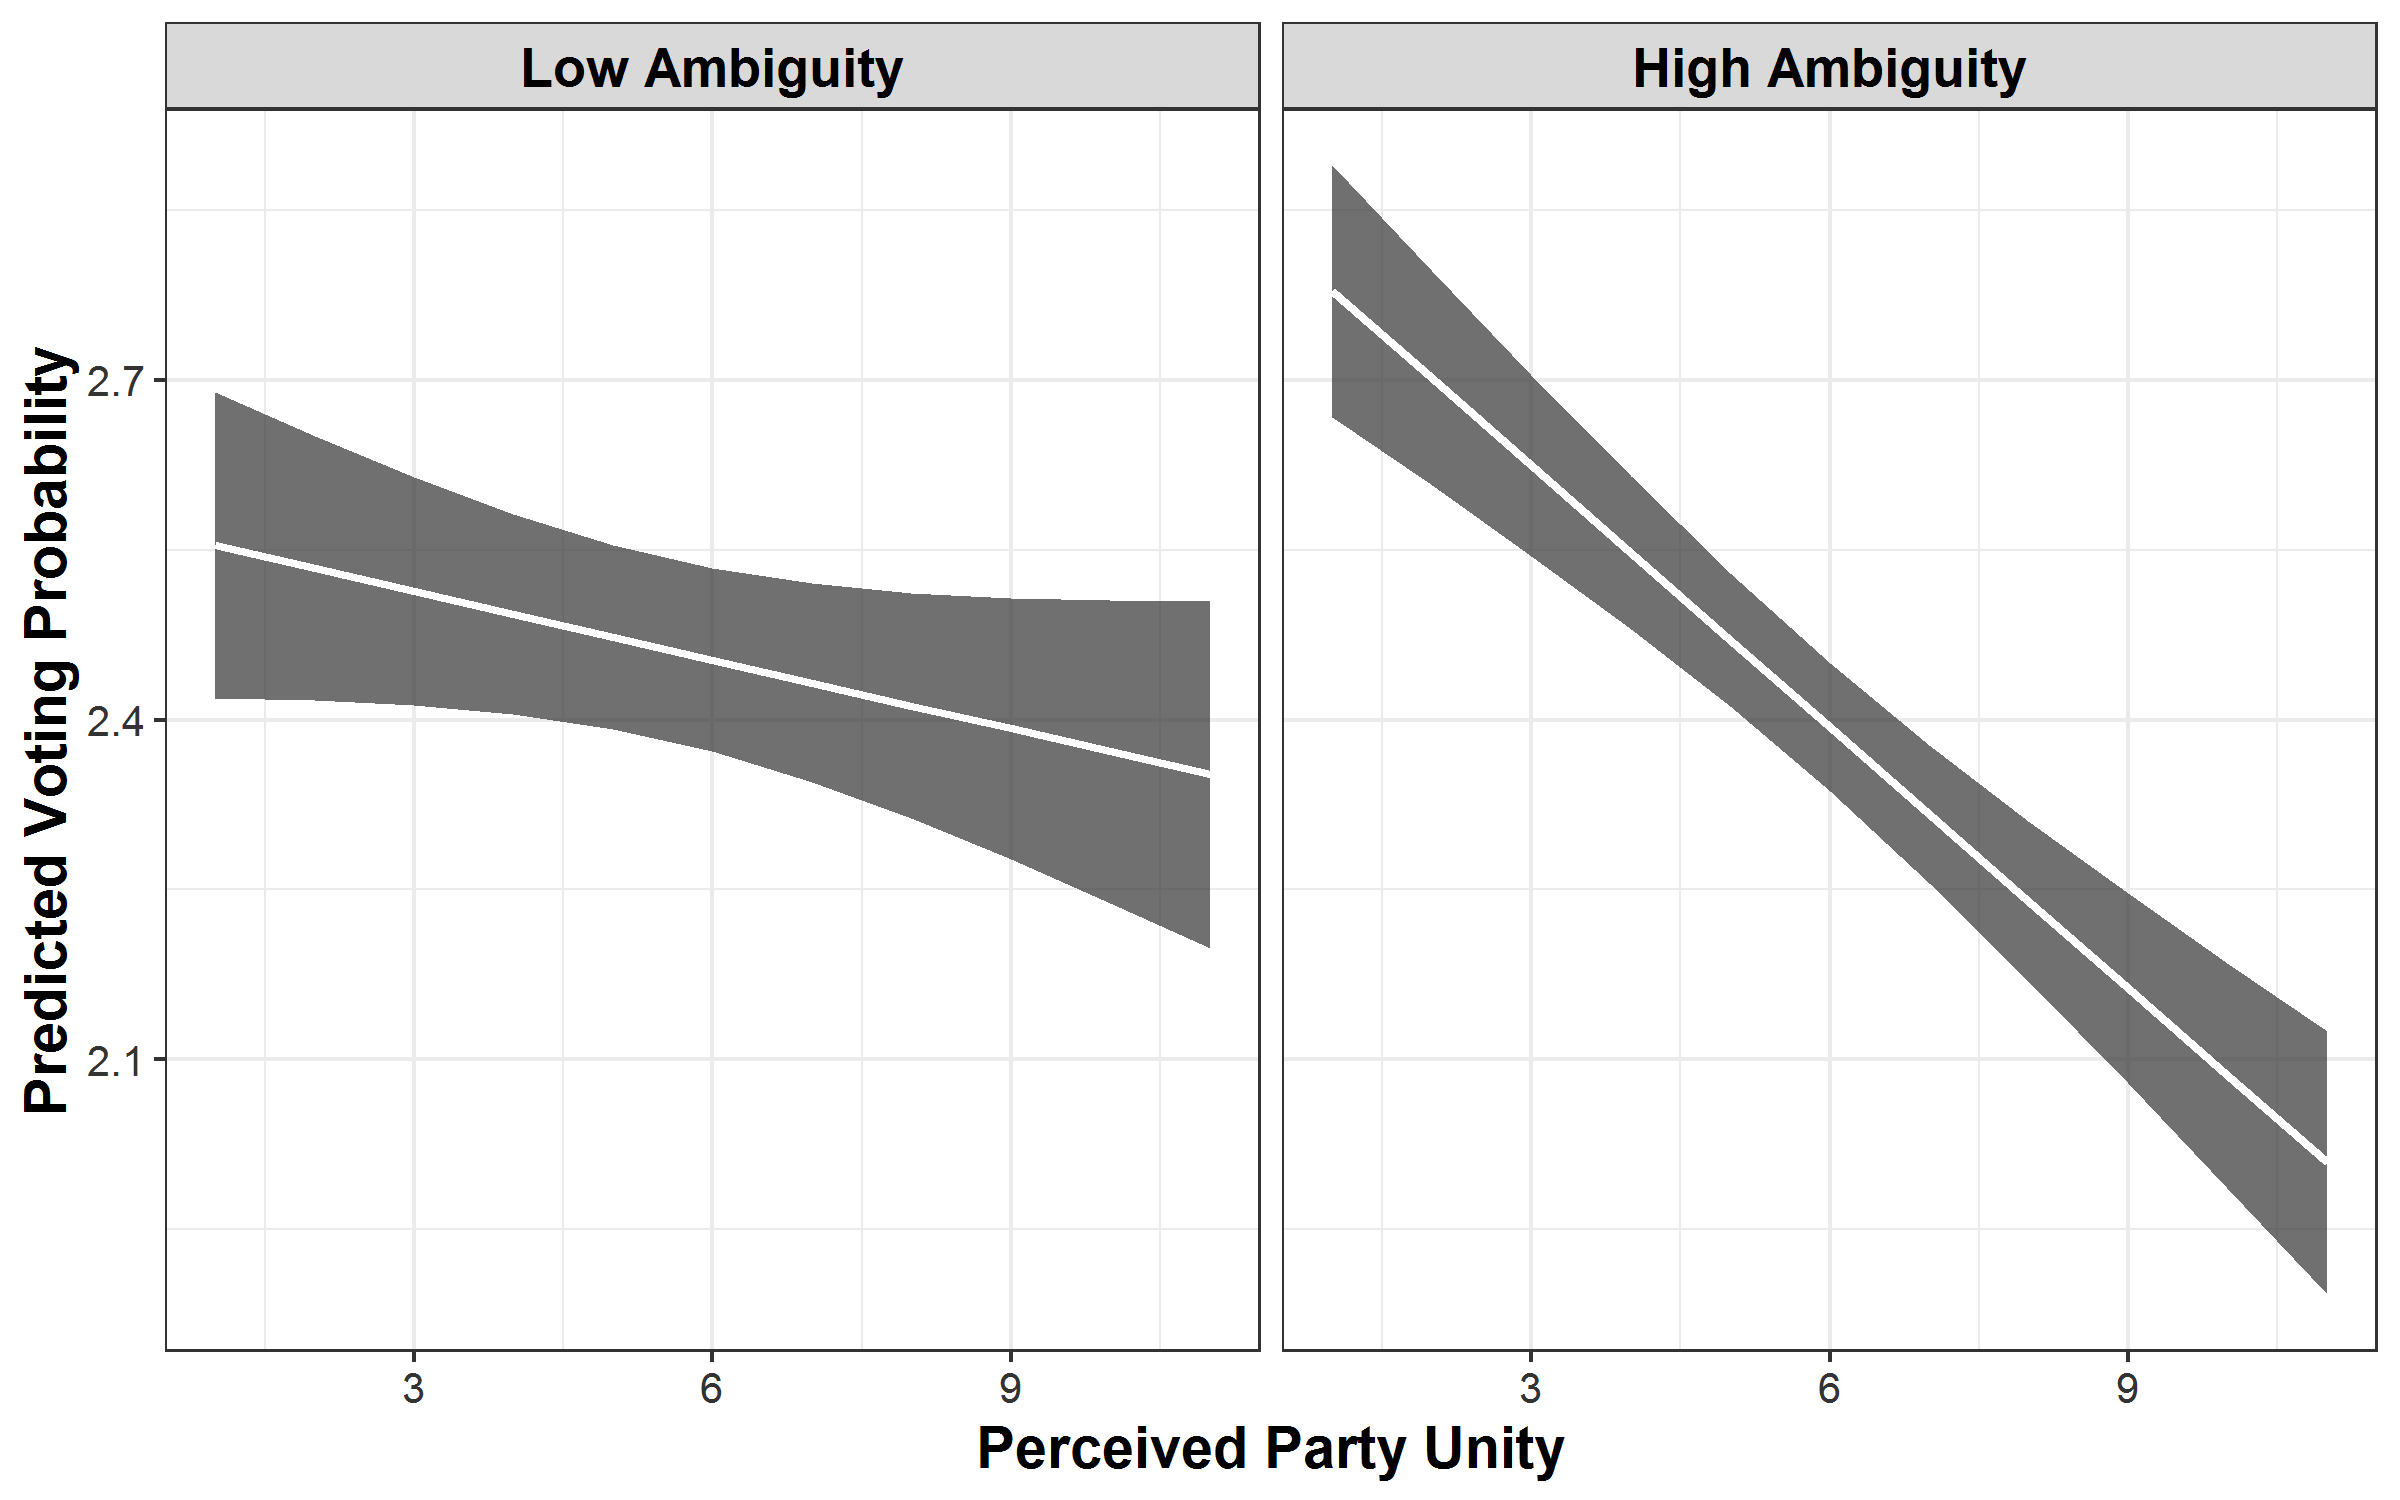 Low Ambiguity
High Ambiguity
Predicted Voting Probability
2.7
2.4
2.1
3
6
9
3
6
9
Perceived Party Unity